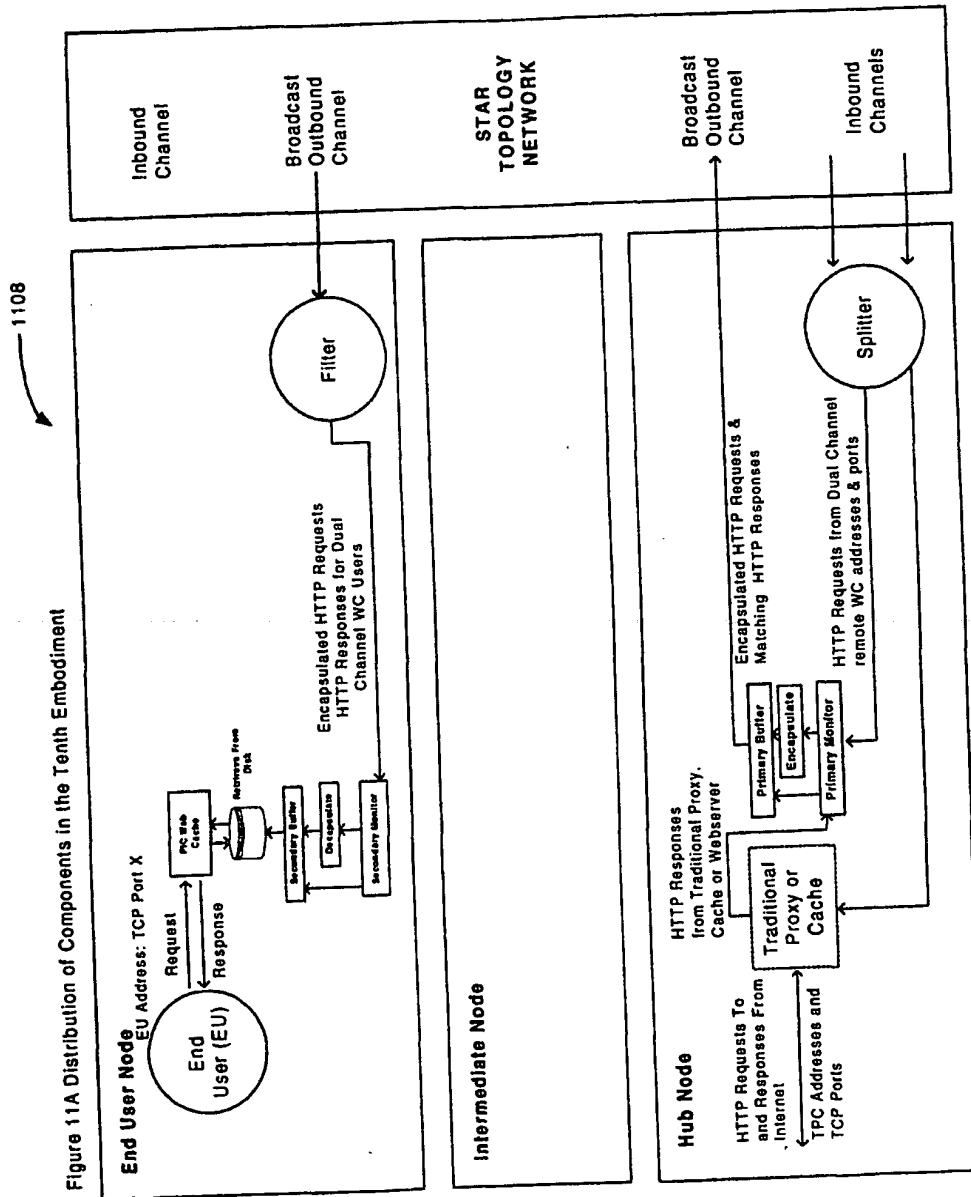 Figure 11A Distribution of Components in the Tenth Embodiment
1108
End User Node
EU Address: TCP Port X
End
User (EU)
Request
Response
PIC Web
Cache
Retrieve From
Disk
Secondary Buffer
Decapsulate
Secondary Monitor
Encapsulated HTTP Requests
HTTP Responses for Dual
Channel WC Users
Filter
Inbound
Channel
Broadcast
Outbound
Channel
Intermediate Node
STAR
TOPOLOGY
NETWORK
Hub Node
HTTP Requests To
and Responses From
Internet
TPC Addresses and
TCP Ports
HTTP Responses
from Traditional Proxy,
Cache or Webserver
Traditional
Proxy or
Cache
Primary Buffer
Encapsulate
Primary Monitor
Encapsulated HTTP Requests &
Matching HTTP Responses
HTTP Requests from Dual Channel
remote WC addresses & ports
Splitter
Broadcast
Outbound
Channel
Inbound
Channels